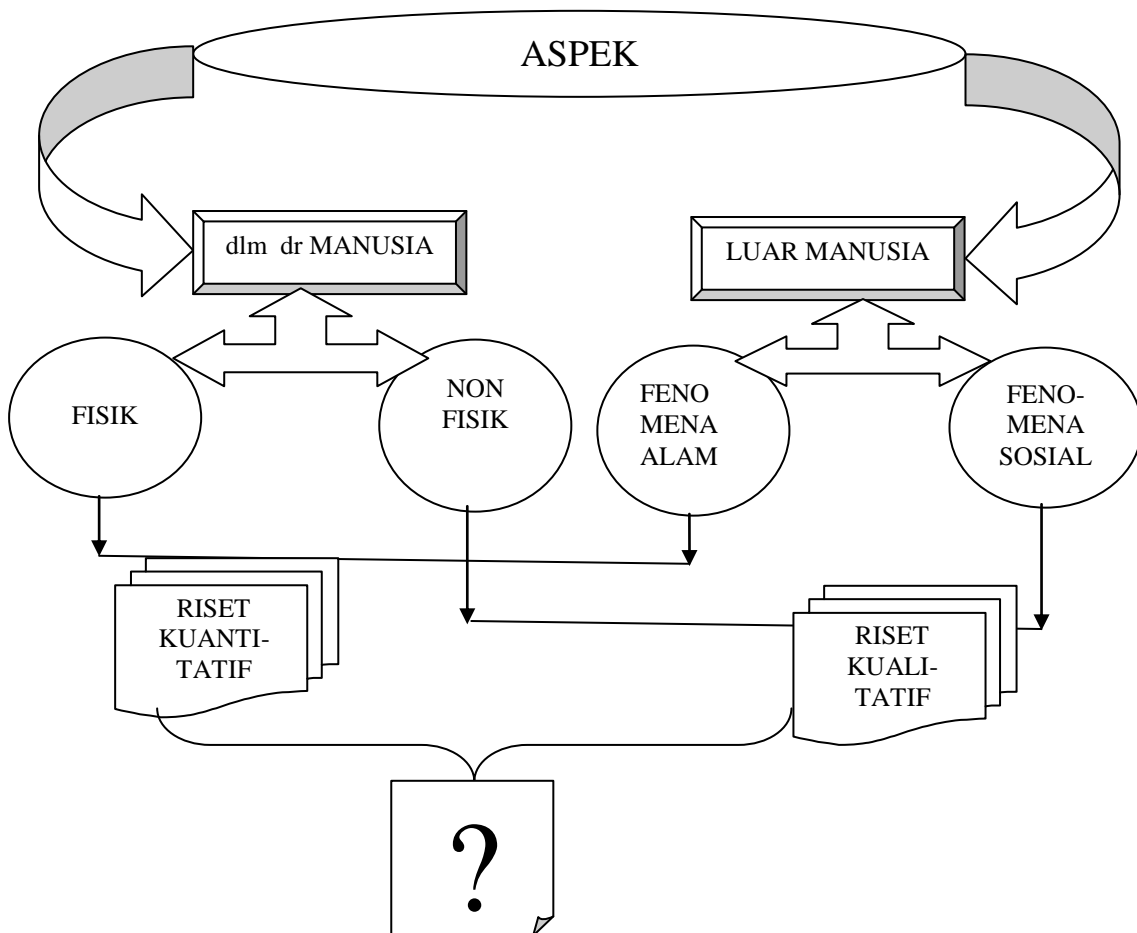 ASPEK
dlm dr MANUSIA
LUAR MANUSIA
FISIK
NON
FISIK
FENO
MENA
ALAM
FENO-
MENA
SOSIAL
RISET
KUANTI-
TATIF
RISET
KUALI-
TATIF
?